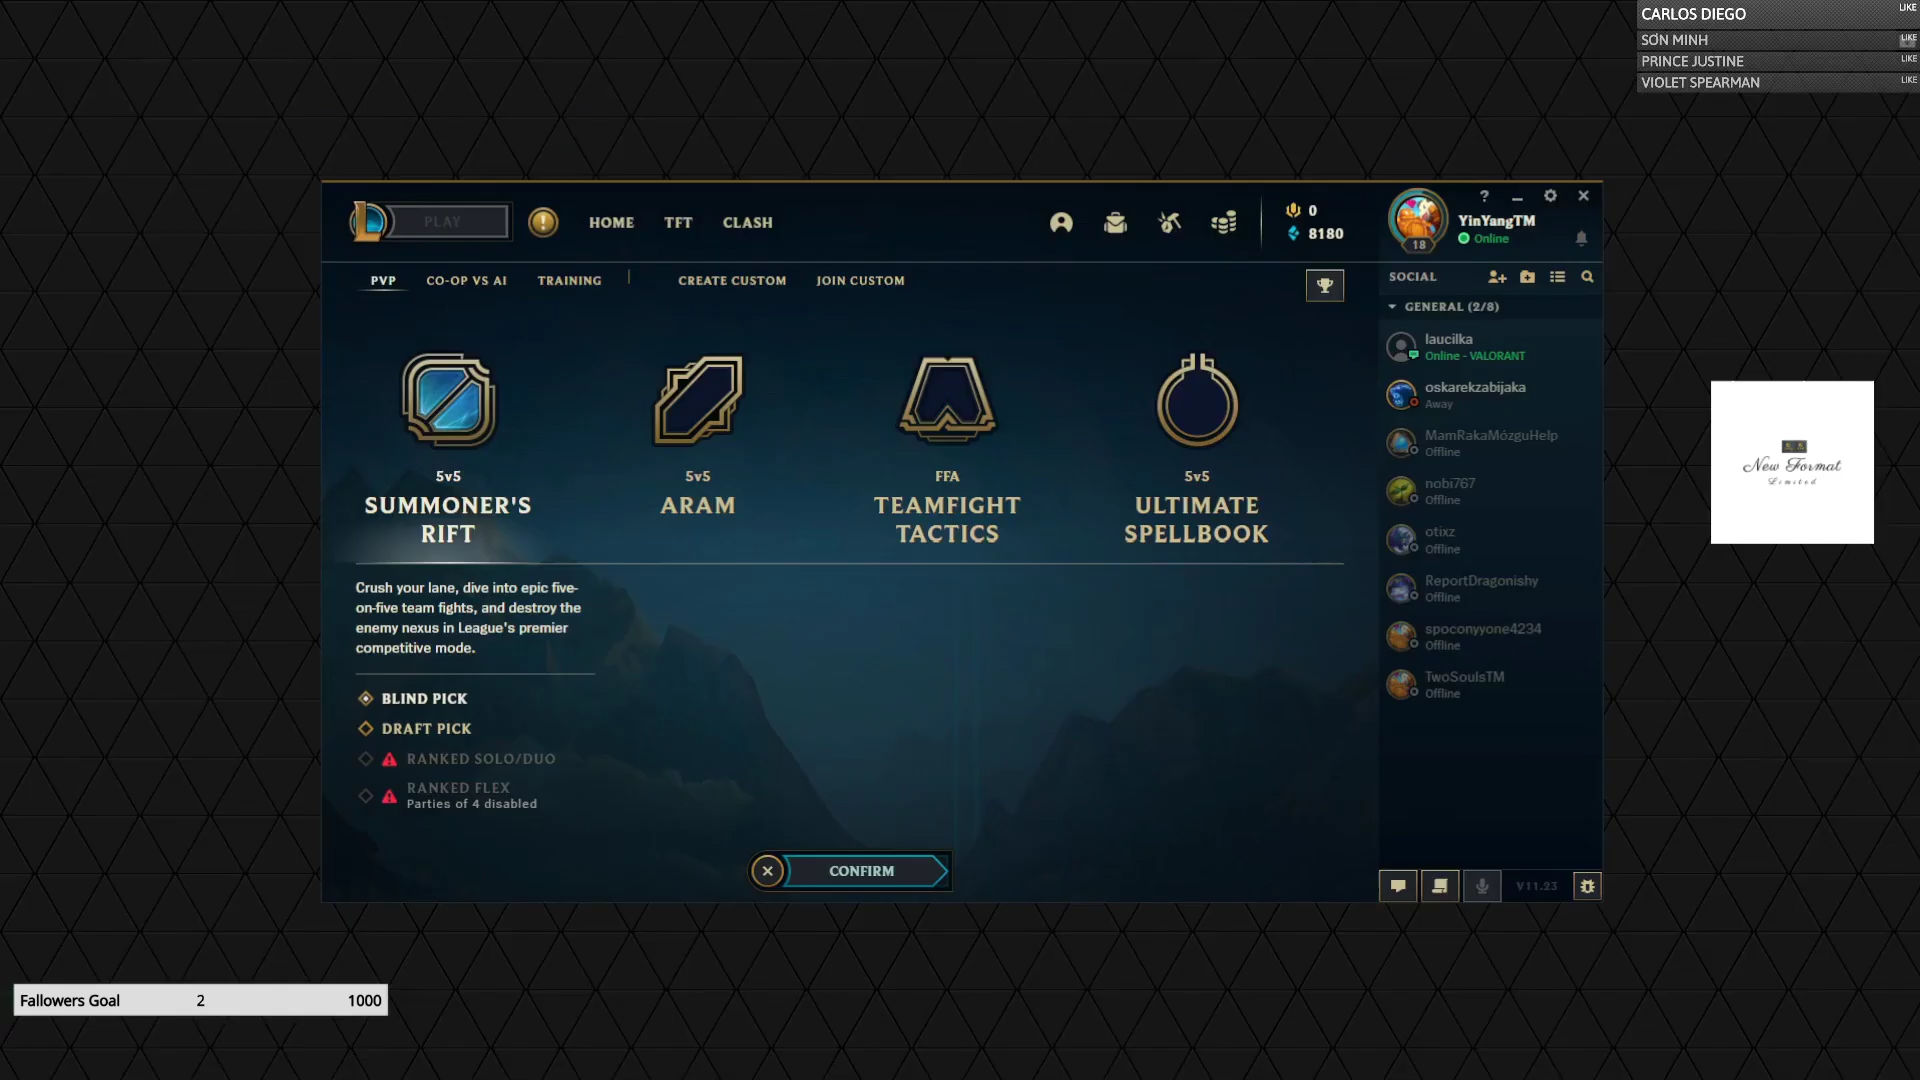 CARLOS DIEGO LIKE
SƠN MINH LIKE
PRINCE JUSTINE LIKE
VIOLET SPEARMAN LIKE
PLAY
HOME TFT CLASH
0
8180
18
YinYangTM
Online
PVP CO-OP VS AI TRAINING CREATE CUSTOM JOIN CUSTOM
SOCIAL
GENERAL (2/8)
laucilka
Online - VALORANT
oskarekzabijaka
Away
MamRakaMózguHelp
Offline
nobi767
Offline
otixz
Offline
ReportDragonishy
Offline
spoconyyone4234
Offline
TwoSoulsTM
Offline
5v5
SUMMONER'S
RIFT
5v5
ARAM
FFA
TEAMFIGHT
TACTICS
5v5
ULTIMATE
SPELLBOOK
Crush your lane, dive into epic five-
on-five team fights, and destroy the
enemy nexus in League's premier
competitive mode.
BLIND PICK
DRAFT PICK
RANKED SOLO/DUO
RANKED FLEX
Parties of 4 disabled
CONFIRM
V11.23
New Format
Limited
Fallowers Goal 2 1000